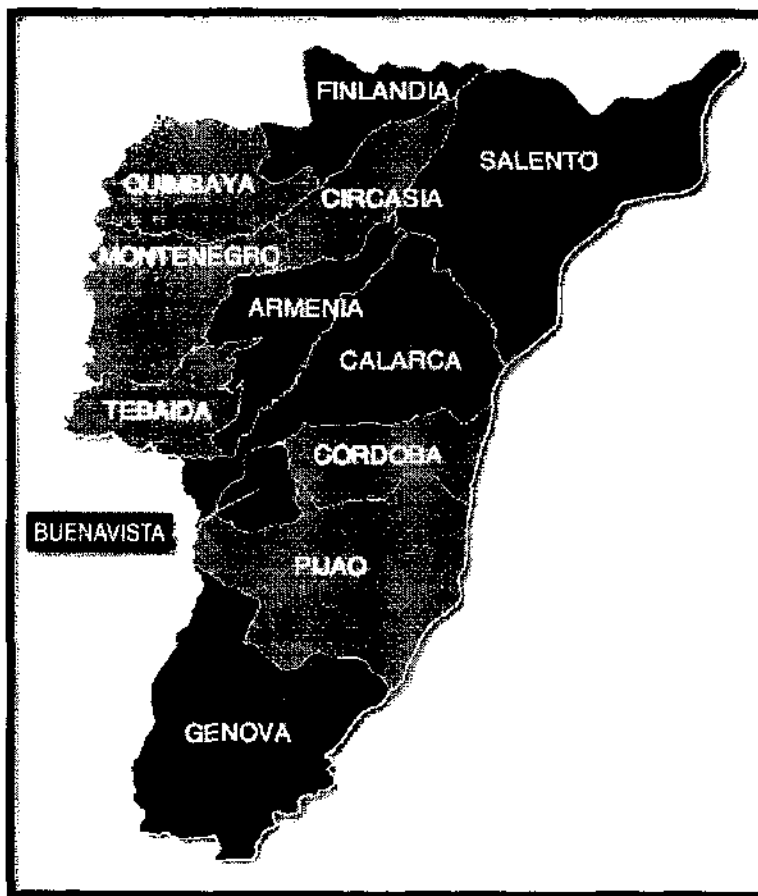 FINLANDIA
SALENTO
QUIMBAYA
CIRCASIA
MONTENEGRO
ARMENIA
CALARCA
TEBAIDA
CORDOBA
BUENAVISTA
PIJAO
GENOVA